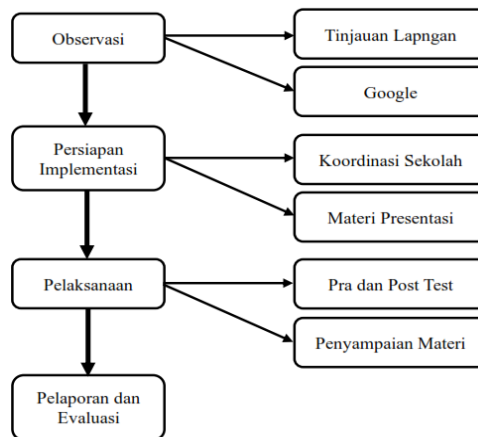 Observasi
Tinjauan Lapngan
Google
Persiapan
Implementasi
Koordinasi Sekolah
Materi Presentasi
Pelaksanaan
Pra dan Post Test
Penyampaian Materi
Pelaporan dan
Evaluasi